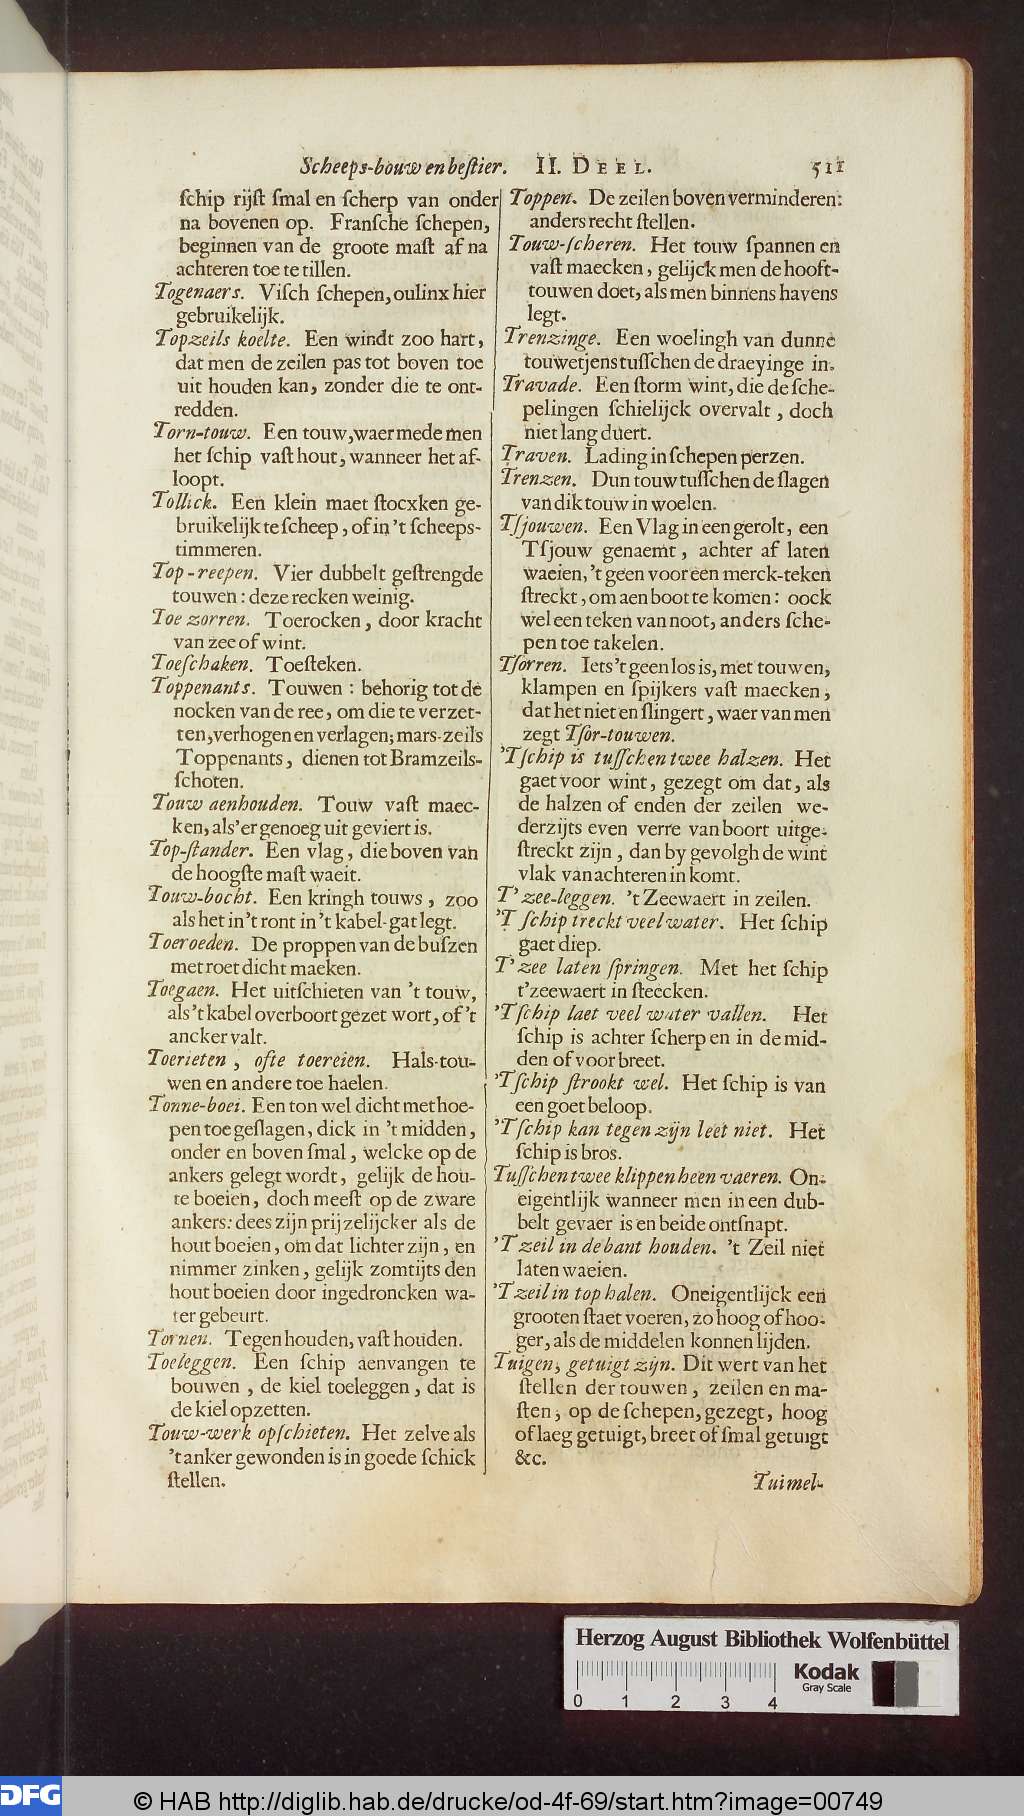 Scheeps-bouw en beſtier. II. DEEL. 511
ſchip rijſt ſmal en ſcherp van onder
na bovenen op. Franſche ſchepen,
beginnen van de groote maſt af na
achteren toe te tillen.
Togenaers. Viſch ſchepen, oulinx hier
gebruikelijk.
Topzeils koelte. Een windt zoo hart,
dat men de zeilen pas tot boven toe
uit houden kan, zonder die te ont-
redden.
Torn-touw. Een touw, waer mede men
het ſchip vaſt hout, wanneer het af-
loopt.
Tollick. Een klein maet ſtocxken ge-
bruikelijk te ſcheep, of in 't ſcheeps-
timmeren.
Top-reepen. Vier dubbelt geſtrengde
touwen: deze recken weinig.
Toe zorren. Toerocken, door kracht
van zee of wint.
Toeſchaken. Toeſteken.
Toppenants. Touwen: behorig tot de
nocken van de ree, om die te verzet-
ten, verhogen en verlagen; mars-zeils
Toppenants, dienen tot Bramzeils-
ſchoten.
Touw aenhouden. Touw vaſt maec-
ken, als'er genoeg uit geviert is.
Top-ſtander. Een vlag, die boven van
de hoogſte maſt waeit.
Touw-bocht. Een kringh touws, zoo
als het in 't ront in 't kabel-gat legt.
Toeroeden. De proppen van de buſzen
met roet dicht maeken.
Toegaen. Het uitſchieten van 't touw,
als 't kabel overboort gezet wort, of 't
ancker valt.
Toerieten, ofte toereien. Hals-tou-
wen en andere toe haelen.
Tonne-boei. Een ton wel dicht met hoe-
pen toe geſlagen, dick in 't midden,
onder en boven ſmal, welcke op de
ankers gelegt wordt, gelijk de hou-
te boeien, doch meeſt op de zware
ankers: dees zijn prijzelijcker als de
hout boeien, om dat lichter zijn, en
nimmer zinken, gelijk zomtijts den
hout boeien door ingedroncken wa-
ter gebeurt.
Tornen. Tegen houden, vaſt houden.
Toeleggen. Een ſchip aenvangen te
bouwen, de kiel toeleggen, dat is
de kiel opzetten.
Touw-werk opſchieten. Het zelve als
't anker gewonden is in goede ſchick
ſtellen.
Toppen. De zeilen boven verminderen:
anders recht ſtellen.
Touw-ſcheren. Het touw ſpannen en
vaſt maecken, gelijck men de hooft-
touwen doet, als men binnens havens
legt.
Trenzinge. Een woelingh van dunne
touwetjens tuſſchen de draeyinge in.
Travade. Een ſtorm wint, die de ſche-
pelingen ſchielijck overvalt, doch
niet lang duert.
Traven. Lading in ſchepen perzen.
Trenzen. Dun touw tuſſchen de ſlagen
van dik touw in woelen.
Tſjouwen. Een Vlag in een gerolt, een
Tſjouw genaemt, achter af laten
waeien, 't geen voor een merck-teken
ſtreckt, om aen boot te komen: oock
wel een teken van noot, anders ſche-
pen toe takelen.
Tſorren. Iets 't geen los is, met touwen,
klampen en ſpijkers vaſt maecken,
dat het niet en ſlingert, waer van men
zegt Tſor-touwen.
'T ſchip is tuſſchen twee halzen. Het
gaet voor wint, gezegt om dat, als
de halzen of enden der zeilen we-
derzijts even verre van boort uitge-
ſtreckt zijn, dan by gevolgh de wint
vlak van achteren in komt.
T' zee-leggen. 't Zeewaert in zeilen.
'T ſchip treckt veel water. Het ſchip
gaet diep.
T' zee laten ſpringen. Met het ſchip
t'zeewaert in ſteecken.
'T ſchip laet veel water vallen. Het
ſchip is achter ſcherp en in de mid-
den of voor breet.
'T ſchip ſtrookt wel. Het ſchip is van
een goet beloop.
'T ſchip kan tegen zijn leet niet. Het
ſchip is bros.
Tuſſchen twee klippen heen vaeren. On-
eigentlijk wanneer men in een dub-
belt gevaer is en beide ontſnapt.
'T zeil in de bant houden. 't Zeil niet
laten waeien.
'T zeil in top halen. Oneigentlijck een
grooten ſtaet voeren, zo hoog of hoo-
ger, als de middelen konnen lijden.
Tuigen, getuigt zijn. Dit wert van het
ſtellen der touwen, zeilen en ma-
ſten, op de ſchepen, gezegt, hoog
of laeg getuigt, breet of ſmal getuigt
&c.
Tuimel-
Herzog August Bibliothek Wolfenbüttel
Kodak
Gray Scale
0 1 2 3 4
DFG © HAB http://diglib.hab.de/drucke/od-4f-69/start.htm?image=00749